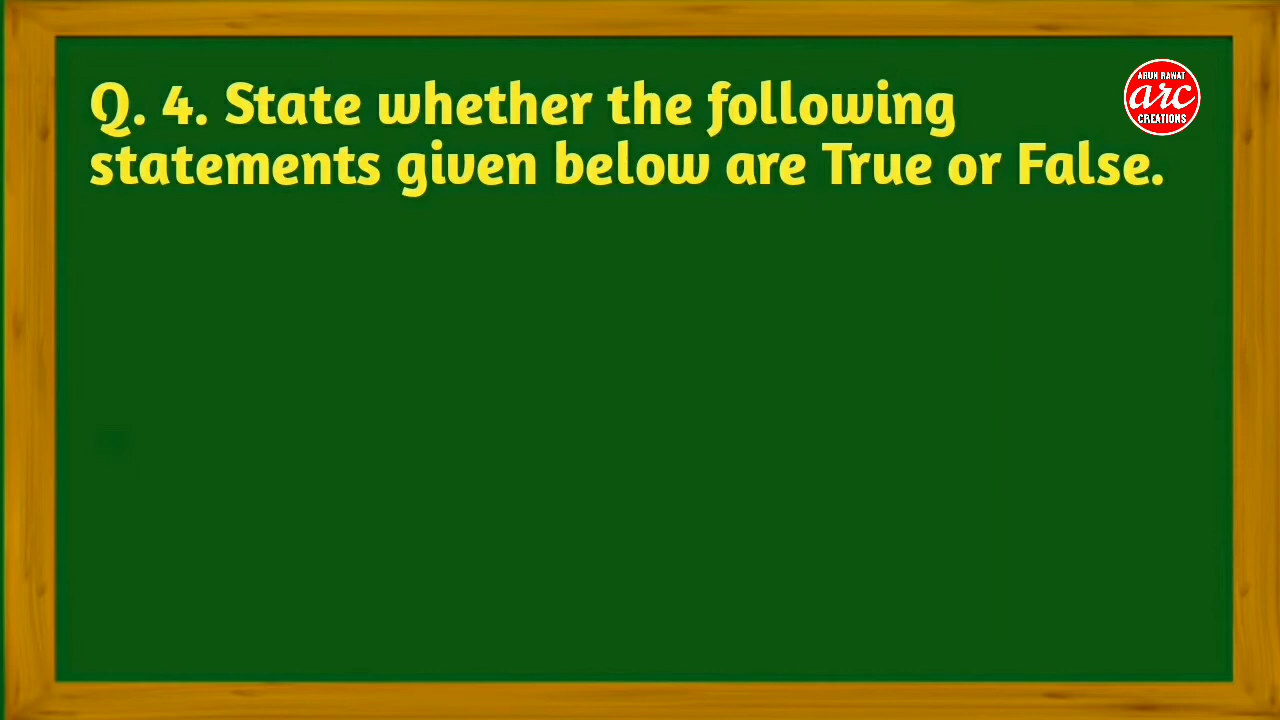 Q. 4. State whether the following
statements given below are True or False.
ARUN RAWAT
arc
CREATIONS